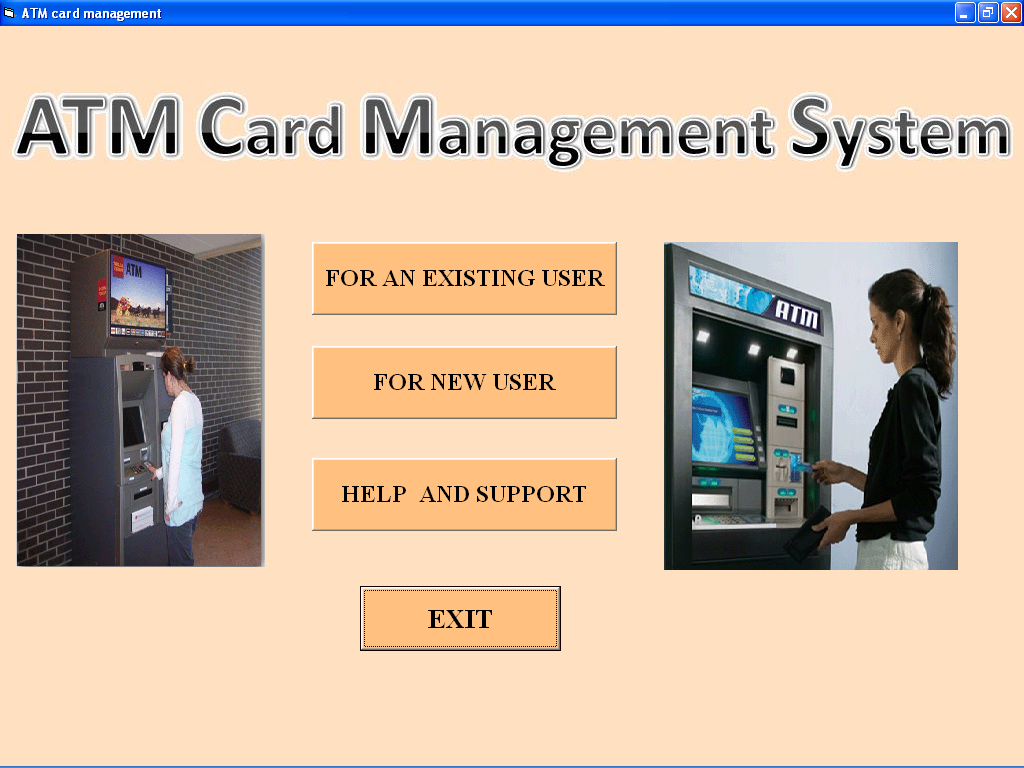 ATM card management
ATM Card Management System
ATM
FOR AN EXISTING USER
FOR NEW USER
HELP AND SUPPORT
EXIT
ATM